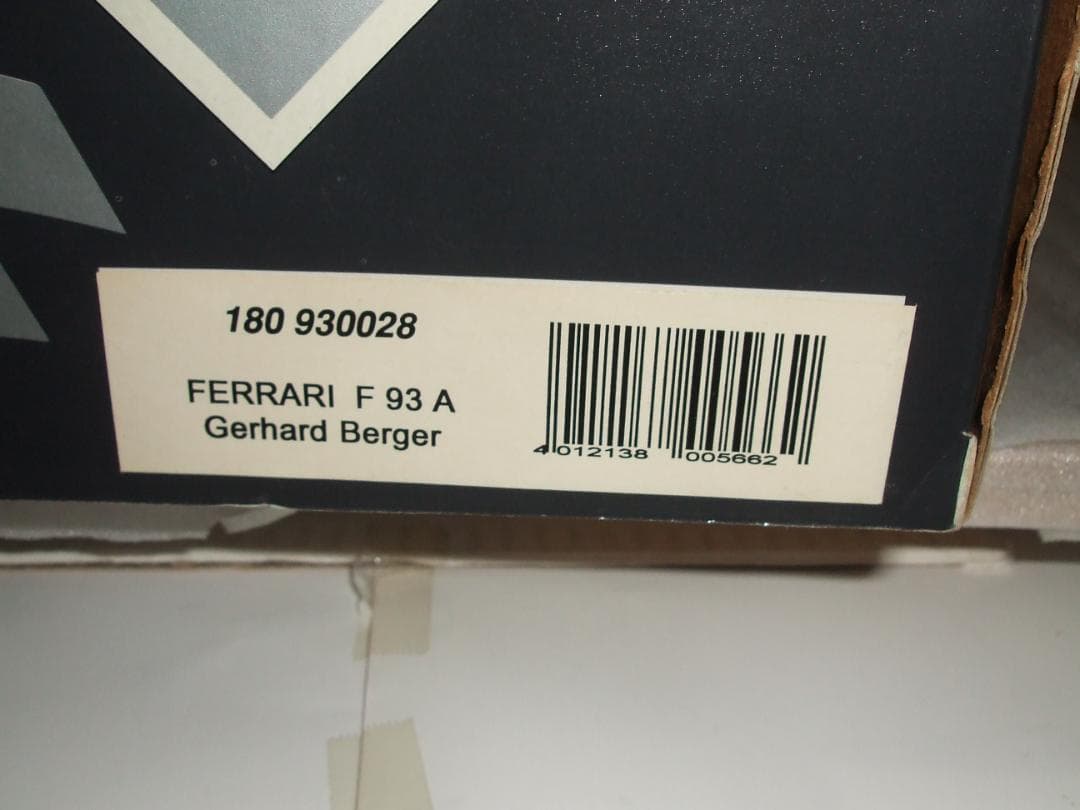 180 930028
FERRARI F 93 A
Gerhard Berger
4 012138 005662